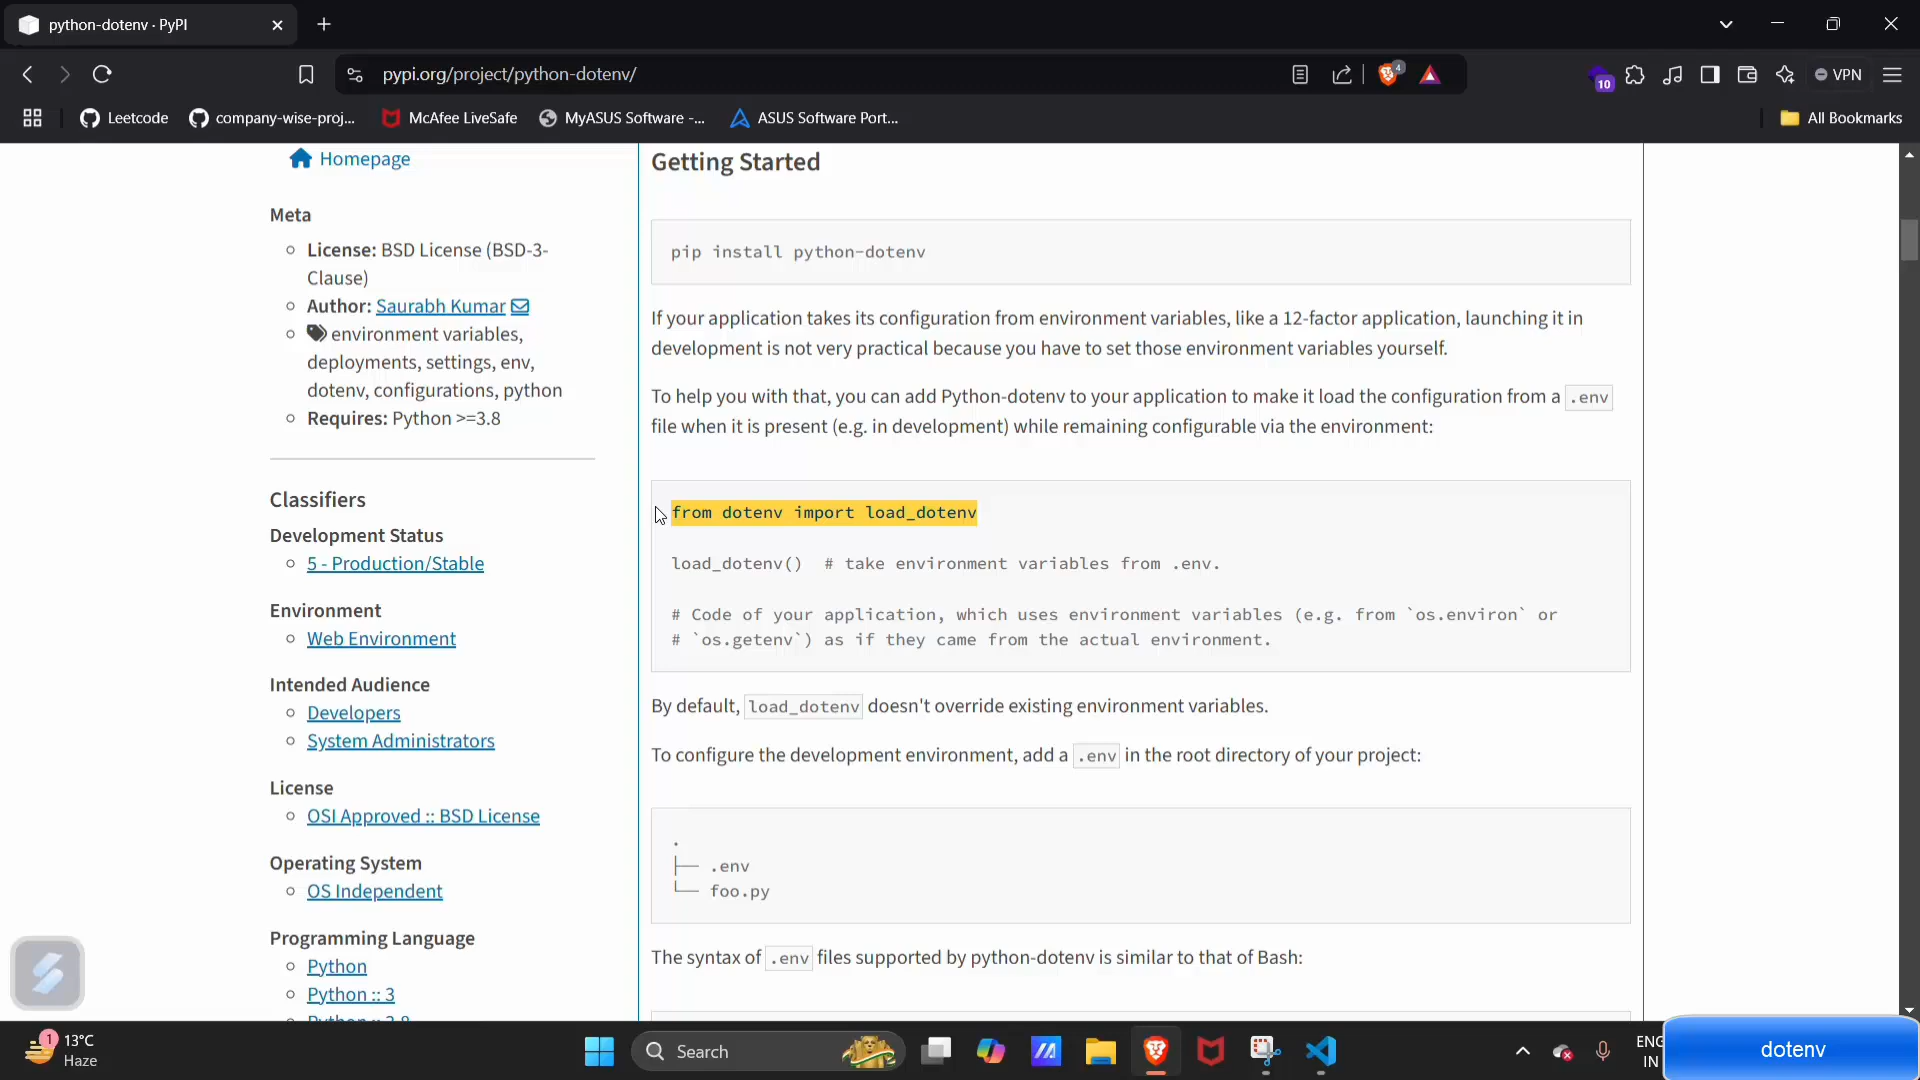 python-dotenv · PyPI
pypi.org/project/python-dotenv/
4
10
VPN
Leetcode
company-wise-proj...
McAfee LiveSafe
MyASUS Software -...
ASUS Software Port...
All Bookmarks
Homepage
Meta
License: BSD License (BSD-3-
Clause)
Author: Saurabh Kumar
environment variables,
deployments, settings, env,
dotenv, configurations, python
Requires: Python >=3.8
Classifiers
Development Status
5 - Production/Stable
Environment
Web Environment
Intended Audience
Developers
System Administrators
License
OSI Approved :: BSD License
Operating System
OS Independent
Programming Language
Python
Python :: 3
Python :: 3.8
Getting Started
pip install python-dotenv
If your application takes its configuration from environment variables, like a 12-factor application, launching it in
development is not very practical because you have to set those environment variables yourself.
To help you with that, you can add Python-dotenv to your application to make it load the configuration from a .env
file when it is present (e.g. in development) while remaining configurable via the environment:
from dotenv import load_dotenv
load_dotenv()  # take environment variables from .env.
# Code of your application, which uses environment variables (e.g. from `os.environ` or
# `os.getenv`) as if they came from the actual environment.
By default, load_dotenv doesn't override existing environment variables.
To configure the development environment, add a .env in the root directory of your project:
.
├── .env
└── foo.py
The syntax of .env files supported by python-dotenv is similar to that of Bash:
1
13°C
Haze
Search
ENG
IN
dotenv